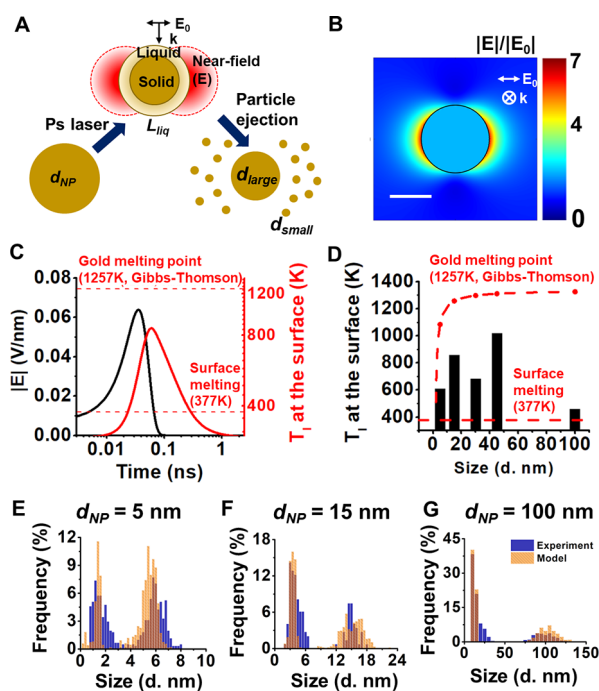 A
E0
k
Liquid
Near-field
(E)
Solid
Lliq
Ps laser
Particle
ejection
dNP
dlarge
dsmall
B
|E|/|E0|
E0
k
7
4
0
C
Gold melting point
(1257K, Gibbs-Thomson)
Surface
melting
(377K)
|E| (V/nm)
0.08
0.06
0.04
0.02
0.00
1200
800
400
Tl at the surface (K)
0.01
0.1
1
Time (ns)
D
Gold melting point
(1257K, Gibbs-Thomson)
Surface
melting
(377K)
Tl at the surface (K)
1400
1200
1000
800
600
400
0 20 40 60 80 100
Size (d. nm)
E dNP = 5 nm
Frequency (%)
12
9
6
3
0
0 2 4 6 8 10
Size (d. nm)
F dNP = 15 nm
Frequency (%)
18
12
6
0
0 6 12 18 24
Size (d. nm)
G dNP = 100 nm
Experiment
Model
Frequency (%)
45
30
15
0
0 50 100 150
Size (d. nm)